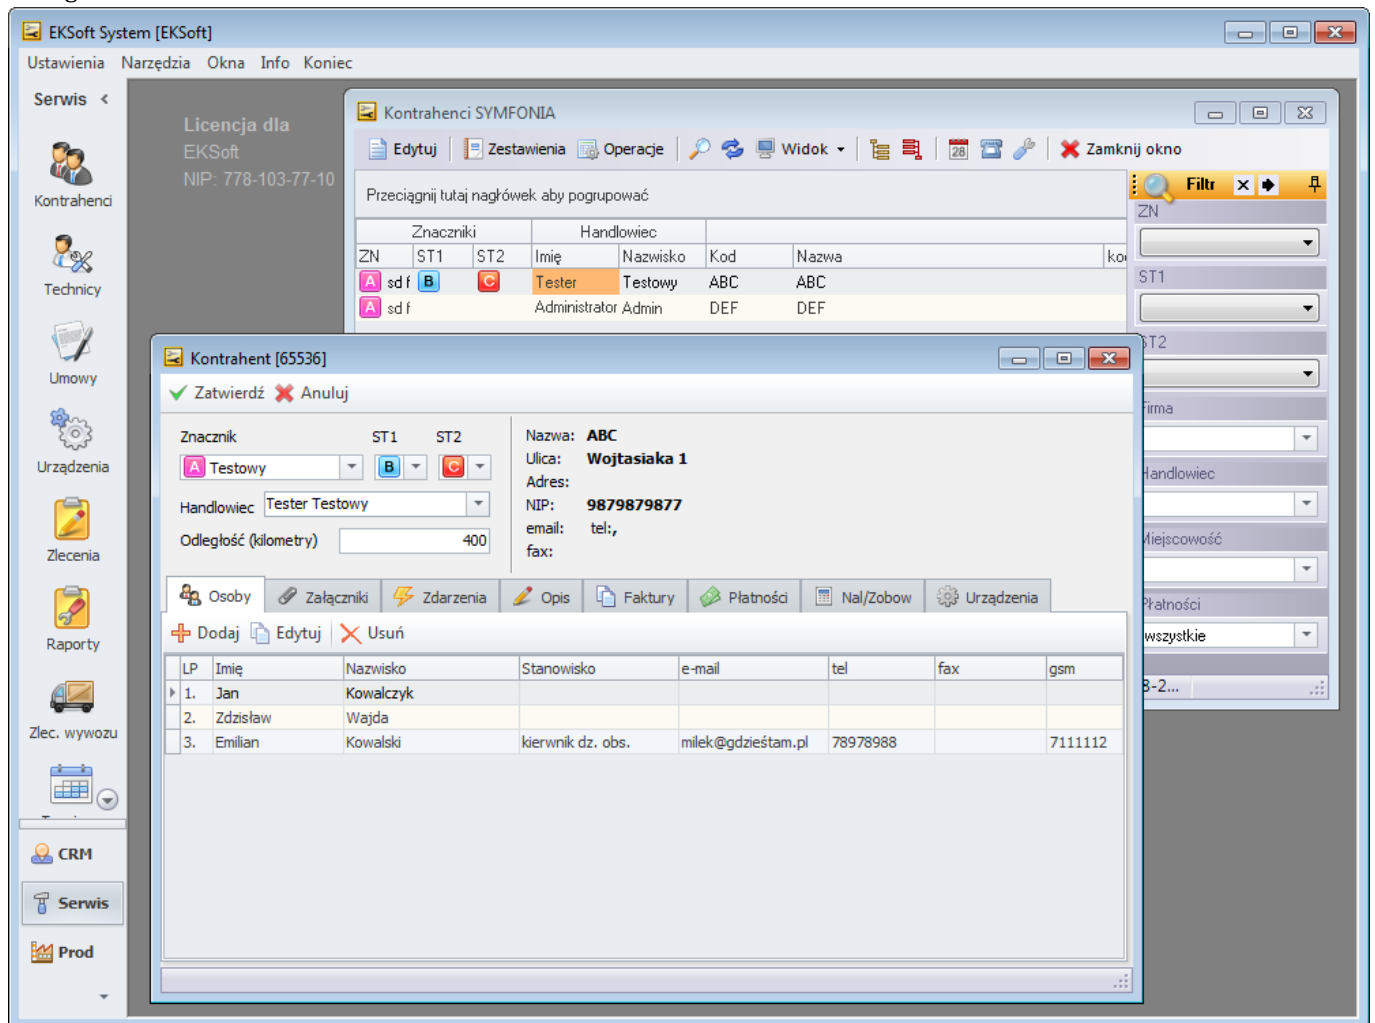 EKSoft System [EKSoft]
Ustawienia Narzędzia Okna Info Koniec
Serwis <
Kontrahenci
Technicy
Umowy
Urządzenia
Zlecenia
Raporty
Zlec. wywozu
CRM
Serwis
Prod
Licencja dla
EKSoft
NIP: 778-103-77-10
Kontrahenci SYMFONIA
Edytuj Zestawienia Operacje Widok 28 Zamknij okno
Przeciągnij tutaj nagłówek aby pogrupować
Znaczniki Handlowiec
ZN ST1 ST2 Imię Nazwisko Kod Nazwa
A sd f B C Tester Testowy ABC ABC
A sd f Administrator Admin DEF DEF
Filtr
ZN
ST1
ST2
Firma
Handlowiec
Miejscowość
Płatności
wszystkie
8-2...
Kontrahent [65536]
Zatwierdź Anuluj
Znacznik ST1 ST2
A Testowy B C
Handlowiec Tester Testowy
Odległość (kilometry) 400
Nazwa: ABC
Ulica: Wojtasiaka 1
Adres:
NIP: 9879879877
email: tel:,
fax:
Osoby Załączniki Zdarzenia Opis Faktury Płatności Nal/Zobow Urządzenia
Dodaj Edytuj Usuń
LP Imię Nazwisko Stanowisko e-mail tel fax gsm
1. Jan Kowalczyk
2. Zdzisław Wajda
3. Emilian Kowalski kierwnik dz. obs. milek@gdzieśtam.pl 78978988 7111112